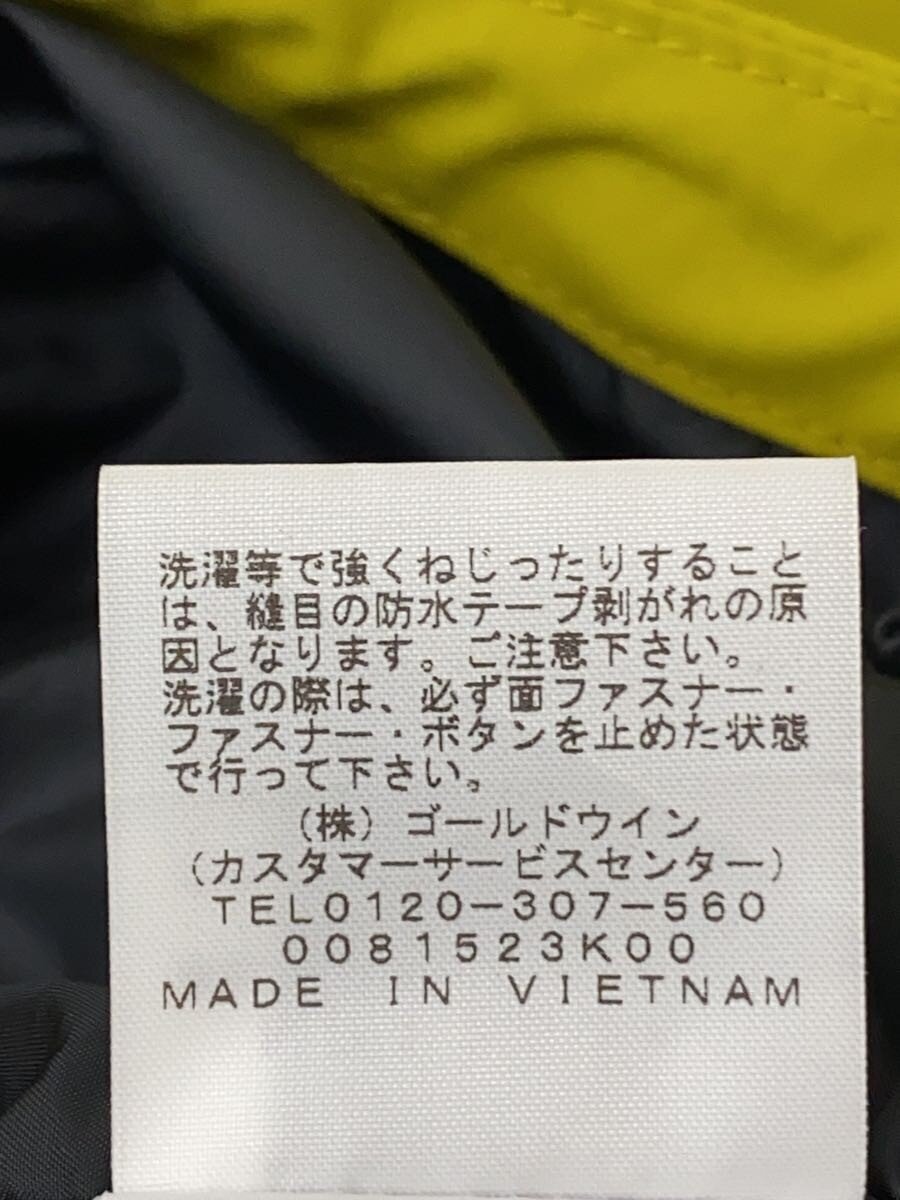 洗濯等で強くねじったりすること
は、縫目の防水テープ剥がれの原
因となります。ご注意下さい。
洗濯の際は、必ず面ファスナー・
ファスナー・ボタンを止めた状態
で行って下さい。
(株)ゴールドウイン
(カスタマーサービスセンター)
TEL0120-307-560
0081523K00
MADE IN VIETNAM